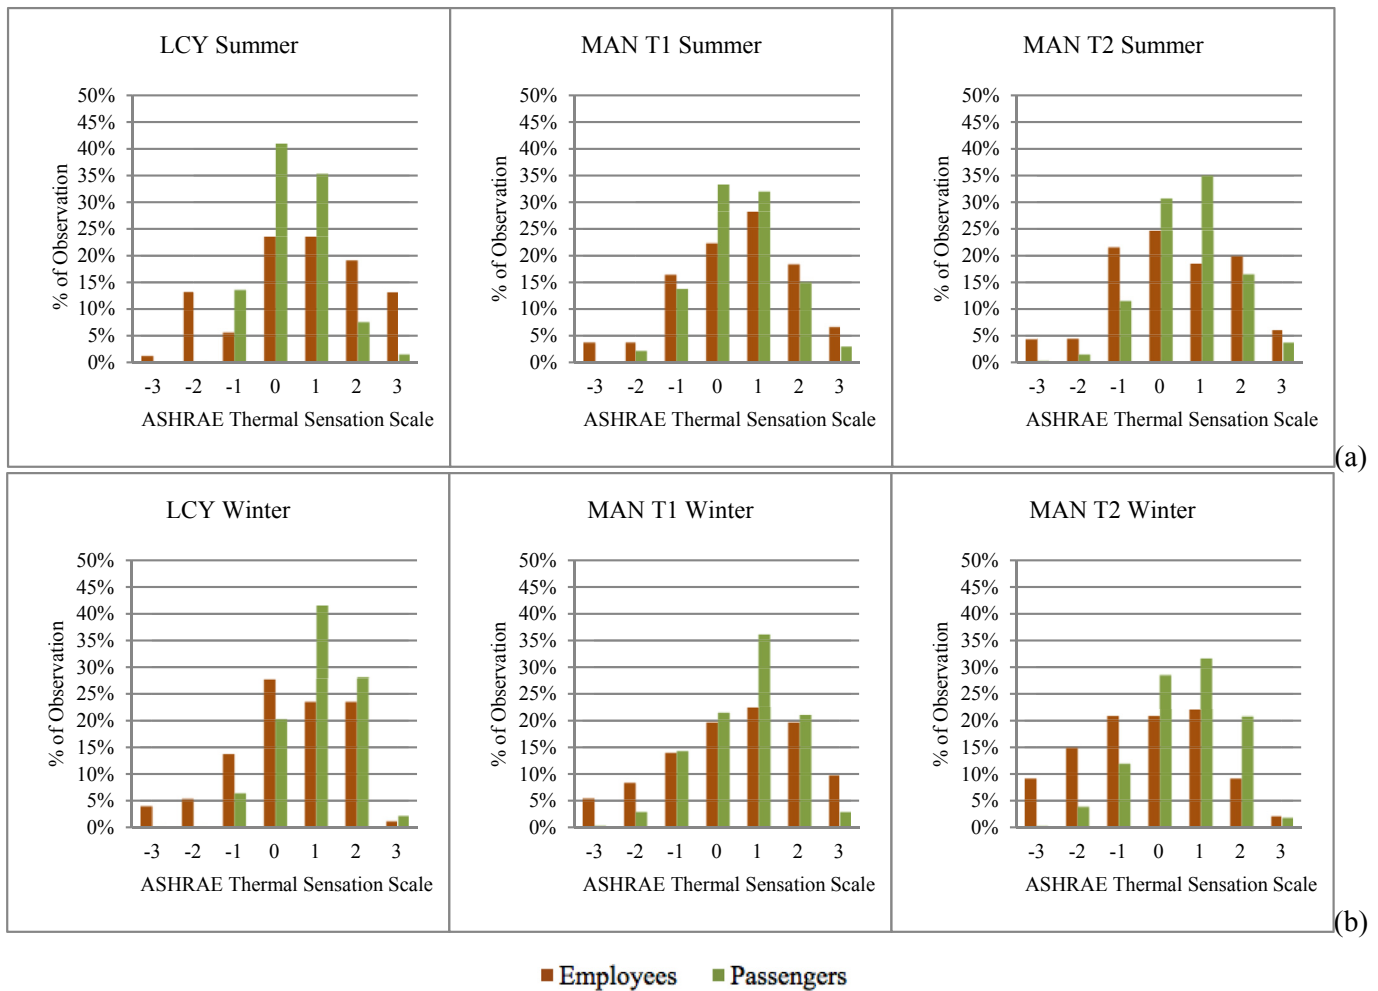 LCY Summer
50%
45%
40%
35%
30%
25%
20%
15%
10%
5%
0%
% of Observation
-3 -2 -1 0 1 2 3
ASHRAE Thermal Sensation Scale
MAN T1 Summer
50%
45%
40%
35%
30%
25%
20%
15%
10%
5%
0%
% of Observation
-3 -2 -1 0 1 2 3
ASHRAE Thermal Sensation Scale
MAN T2 Summer
50%
45%
40%
35%
30%
25%
20%
15%
10%
5%
0%
% of Observation
-3 -2 -1 0 1 2 3
ASHRAE Thermal Sensation Scale
(a)
LCY Winter
50%
45%
40%
35%
30%
25%
20%
15%
10%
5%
0%
% of Observation
-3 -2 -1 0 1 2 3
ASHRAE Thermal Sensation Scale
MAN T1 Winter
50%
45%
40%
35%
30%
25%
20%
15%
10%
5%
0%
% of Observation
-3 -2 -1 0 1 2 3
ASHRAE Thermal Sensation Scale
MAN T2 Winter
50%
45%
40%
35%
30%
25%
20%
15%
10%
5%
0%
% of Observation
-3 -2 -1 0 1 2 3
ASHRAE Thermal Sensation Scale
(b)
Employees Passengers